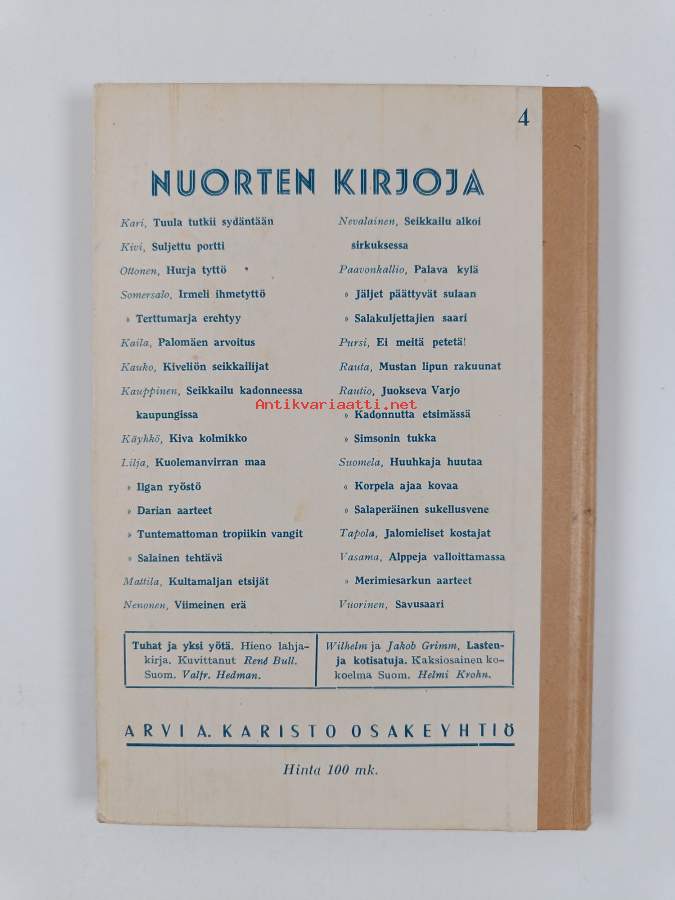 4
NUORTEN KIRJOJA
Kari, Tuula tutkii sydäntään
Kivi, Suljettu portti
Ottonen, Hurja tyttö
Somersalo, Irmeli ihmetyttö
» Terttumarja erehtyy
Kaila, Palomäen arvoitus
Kauko, Kiveliön seikkailijat
Kauppinen, Seikkailu kadonneessa
kaupungissa
Käyhkö, Kiva kolmikko
Lilja, Kuolemanvirran maa
» Ilgan ryöstö
» Darian aarteet
» Tuntemattoman tropiikin vangit
» Salainen tehtävä
Mattila, Kultamaljan etsijät
Nenonen, Viimeinen erä
Nevalainen, Seikkailu alkoi
sirkuksessa
Paavonkallio, Palava kylä
» Jäljet päättyvät sulaan
» Salakuljettajien saari
Pursi, Ei meitä petetä!
Rauta, Mustan lipun rakuunat
Rautio, Juokseva Varjo
» Kadonnutta etsimässä
» Simsonin tukka
Suomela, Huuhkaja huutaa
« Korpela ajaa kovaa
» Salaperäinen sukellusvene
Tapola, Jalomieliset kostajat
Vasama, Alppeja valloittamassa
» Merimiesarkun aarteet
Vuorinen, Savusaari
Antikvariaatti.net
Tuhat ja yksi yötä. Hieno lahja-
kirja. Kuvittanut René Bull.
Suom. Valfr. Hedman.
Wilhelm ja Jakob Grimm, Lasten-
ja kotisatuja. Kaksiosainen ko-
koelma Suom. Helmi Krohn.
ARVI A. KARISTO OSAKEYHTIÖ
Hinta 100 mk.